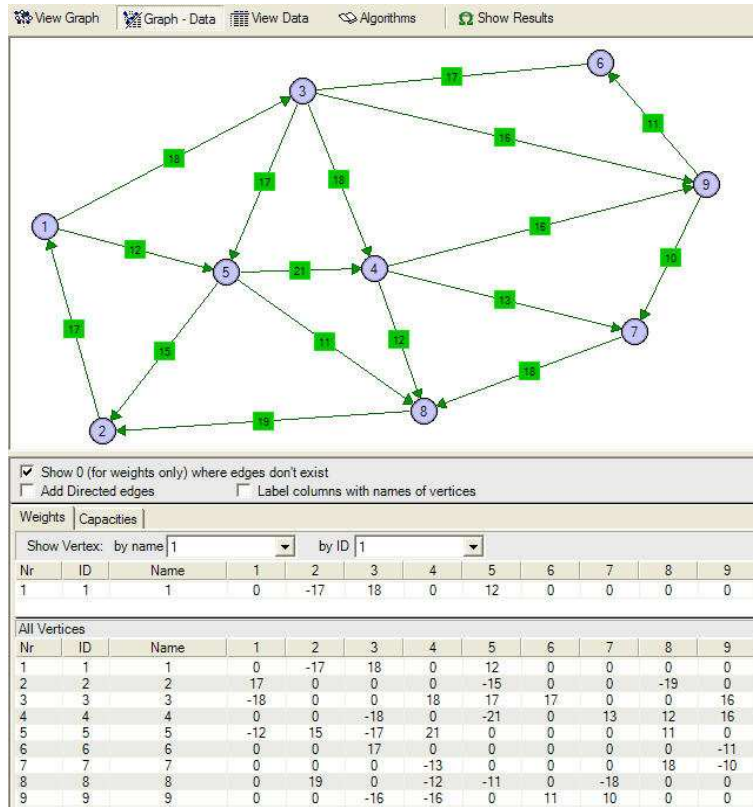 View Graph Graph - Data View Data Algorithms Ω Show Results
6
17
3
11
18
16
9
17
18
1
16
12
10
5
21
4
13
7
17
15
11
12
18
8
2
19
Show 0 (for weights only) where edges don't exist
Add Directed edges Label columns with names of vertices
Weights Capacities
Show Vertex: by name 1 by ID 1
Nr ID Name 1 2 3 4 5 6 7 8 9
1 1 1 0 -17 18 0 12 0 0 0 0
All Vertices
Nr ID Name 1 2 3 4 5 6 7 8 9
1 1 1 0 -17 18 0 12 0 0 0 0
2 2 2 17 0 0 0 -15 0 0 -19 0
3 3 3 -18 0 0 18 17 17 0 0 16
4 4 4 0 0 -18 0 -21 0 13 12 16
5 5 5 -12 15 -17 21 0 0 0 11 0
6 6 6 0 0 17 0 0 0 0 0 -11
7 7 7 0 0 0 -13 0 0 0 18 -10
8 8 8 0 19 0 -12 -11 0 -18 0 0
9 9 9 0 0 -16 -16 0 11 10 0 0